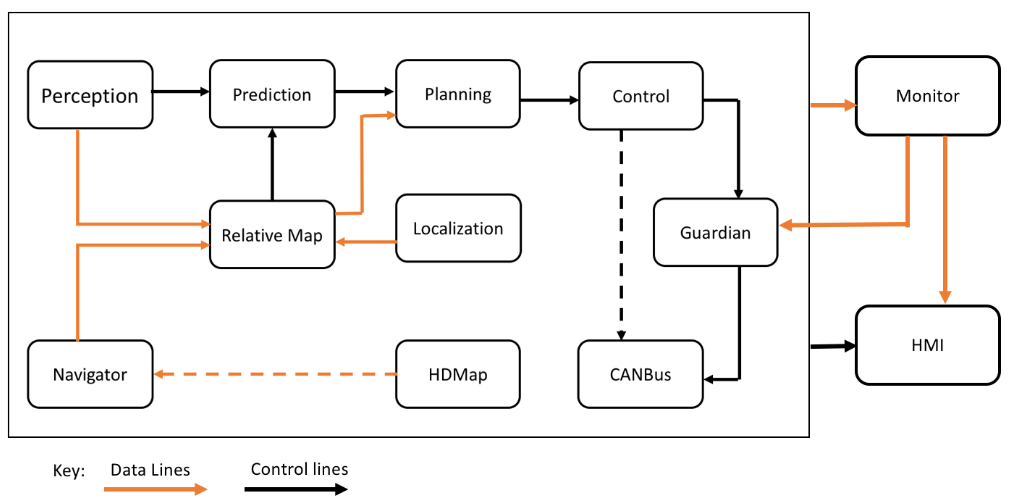 Perception
Prediction
Planning
Control
Monitor
Relative Map
Localization
Guardian
Navigator
HDMap
CANBus
HMI
Key: Data Lines Control lines